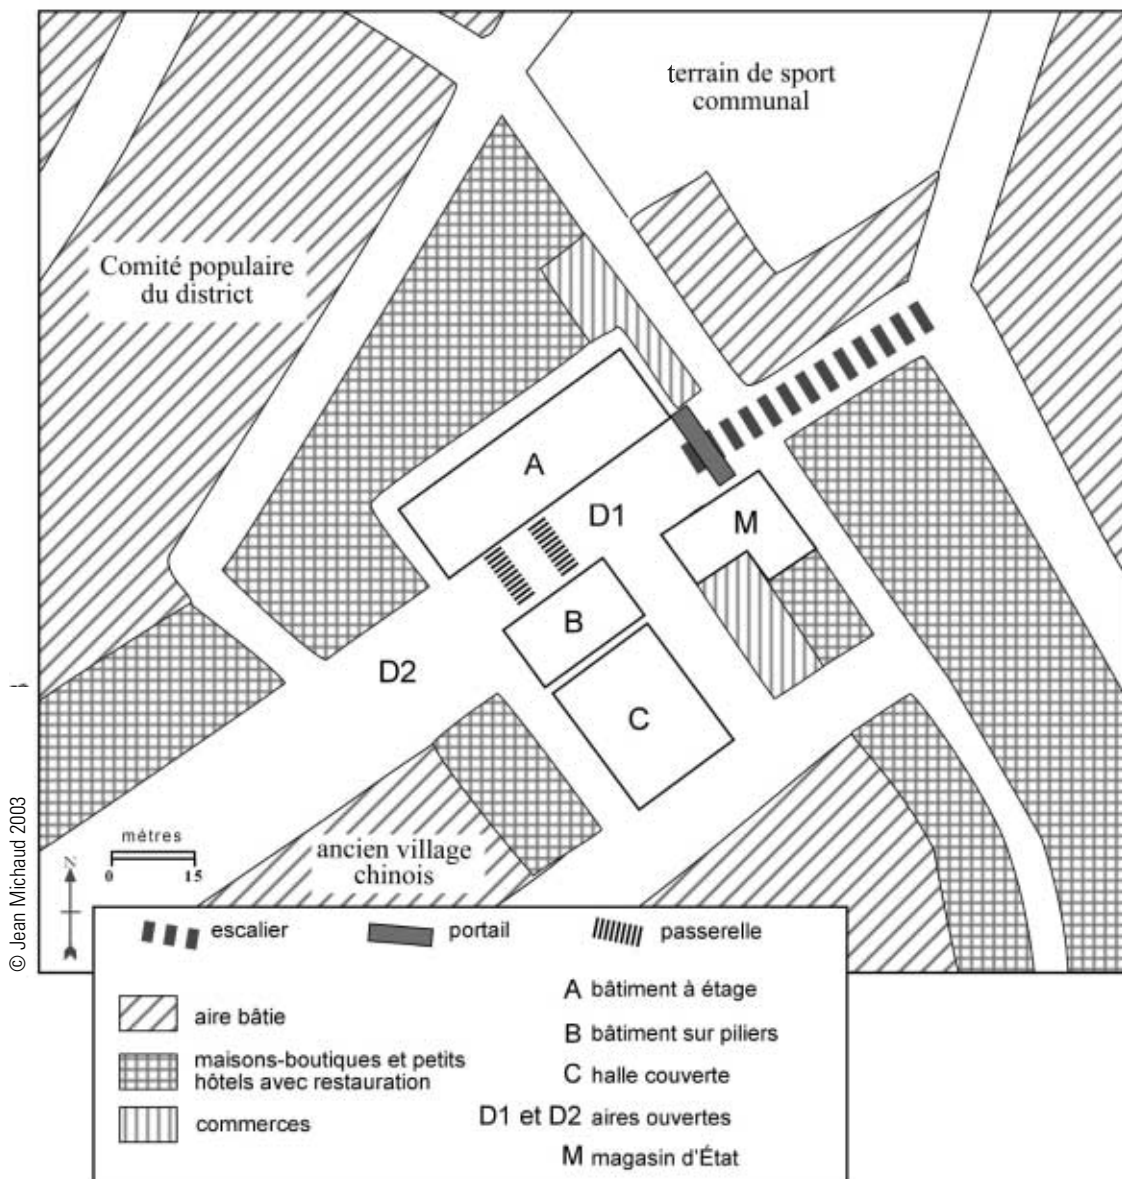 terrain de sport
communal
Comité populaire
du district
A
D1
M
B
D2
C
ancien village
chinois
mètres
0 15
N
© Jean Michaud 2003
escalier
portail
passerelle
aire bâtie
maisons-boutiques et petits
hôtels avec restauration
commerces
A bâtiment à étage
B bâtiment sur piliers
C halle couverte
D1 et D2 aires ouvertes
M magasin d'État